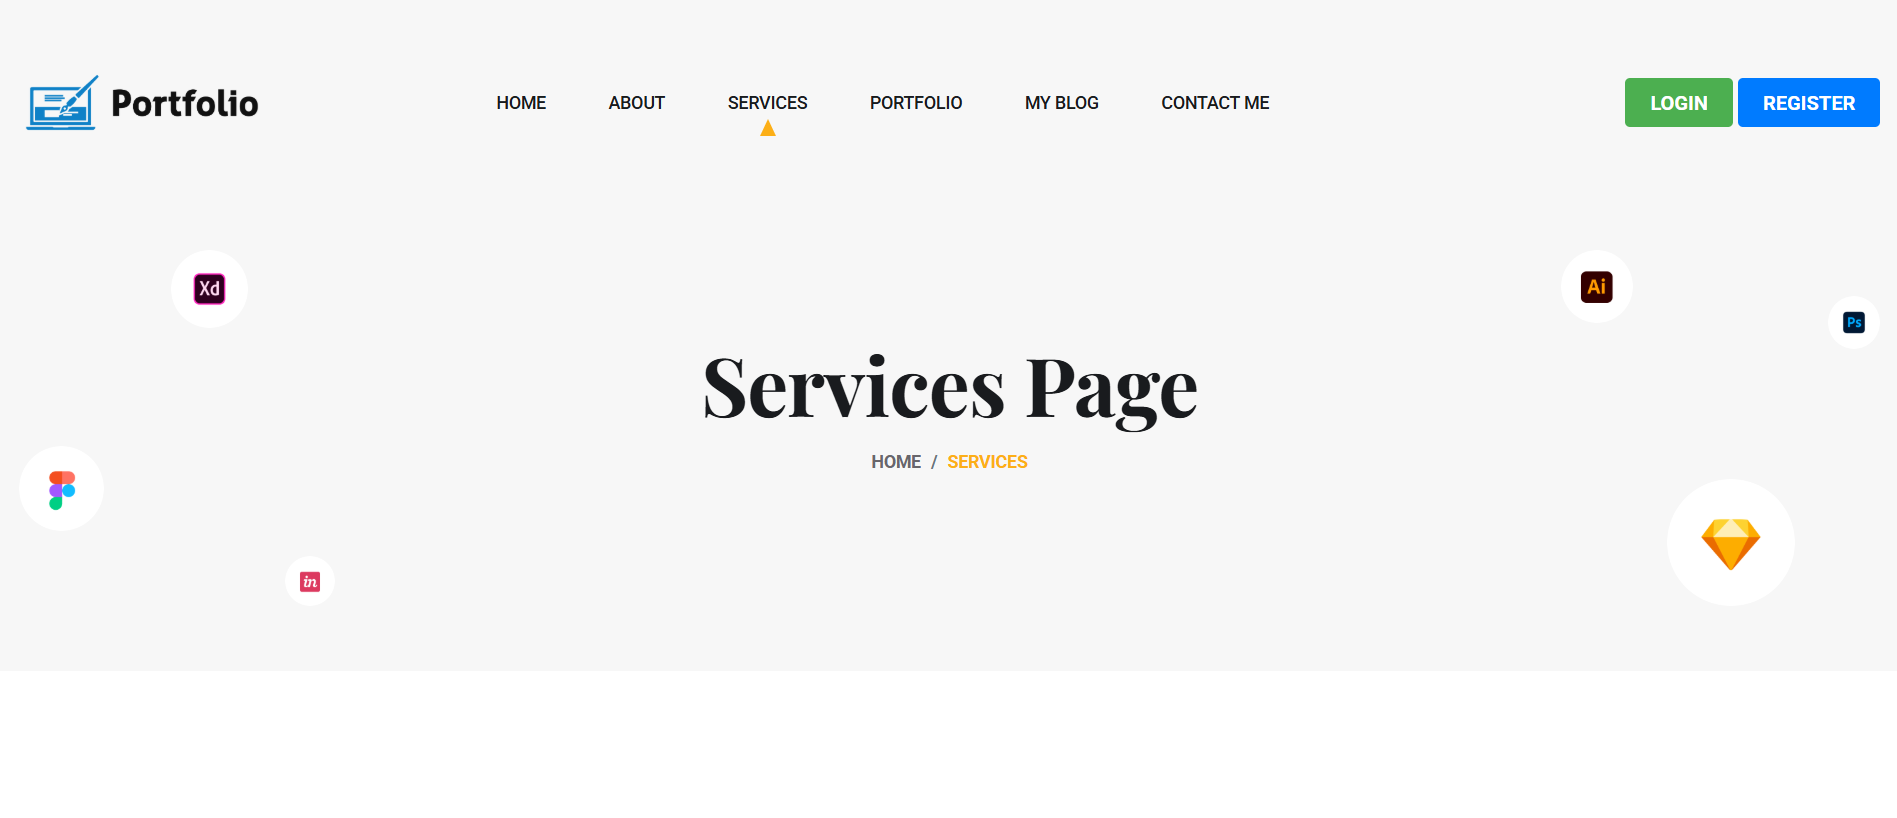 Portfolio
HOME ABOUT SERVICES PORTFOLIO MY BLOG CONTACT ME
LOGIN REGISTER
Xd
Ai
Ps
Services Page
HOME / SERVICES
in